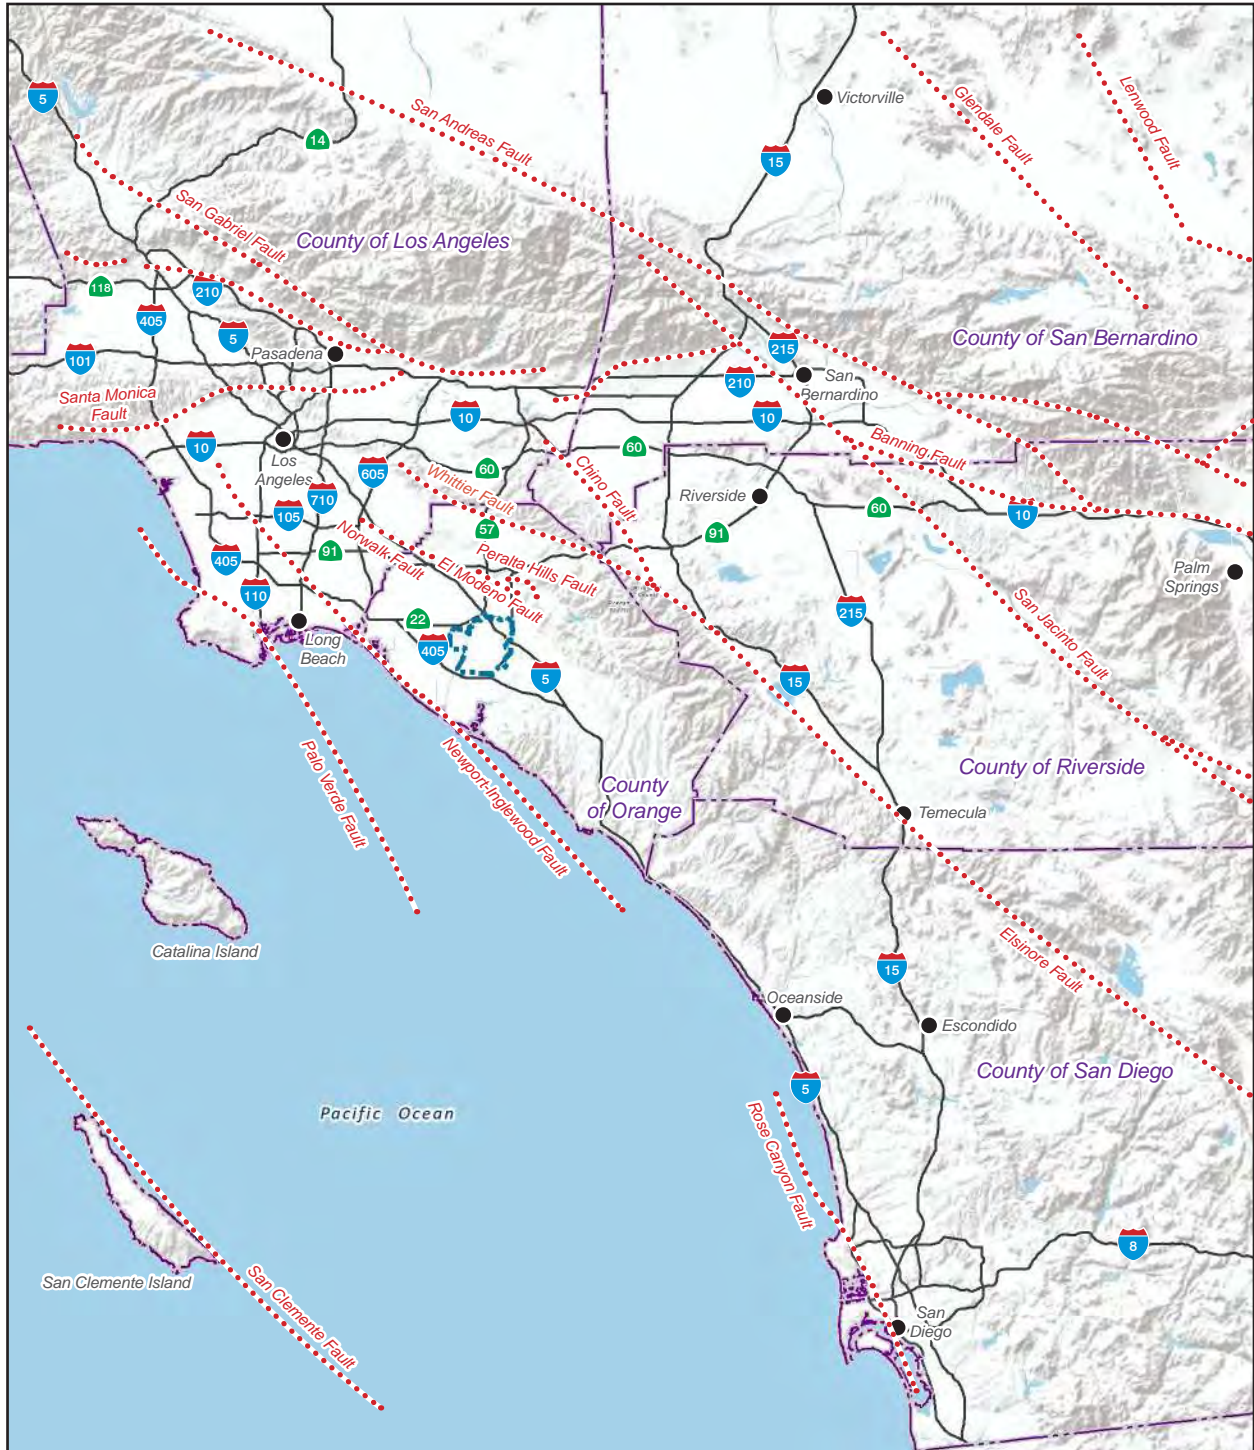 5
14
San Andreas Fault
Victorville
15
Glendale Fault
Lenwood Fault
San Gabriel Fault
County of Los Angeles
118
210
405
5
101
Pasadena
215
County of San Bernardino
210
San
Bernardino
Santa Monica
Fault
10
10
10
Los
Angeles
605
60
60
Whittier Fault
Chino Fault
Banning Fault
710
105
Riverside
60
10
57
91
91
405
Norwalk Fault
El Modeno Fault
Peralta Hills Fault
Palm
Springs
110
22
Long
Beach
405
5
215
San Jacinto Fault
15
Palo Verde Fault
Newport-Inglewood Fault
County
of Orange
County of Riverside
Temecula
Catalina Island
Elsinore Fault
15
Oceanside
Escondido
County of San Diego
5
Pacific Ocean
Rose Canyon Fault
8
San Clemente Island
San Clemente Fault
San
Diego